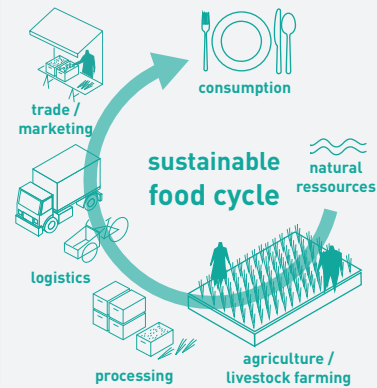 consumption
trade /
marketing
sustainable
food cycle
natural
ressources
logistics
processing
agriculture /
livestock farming